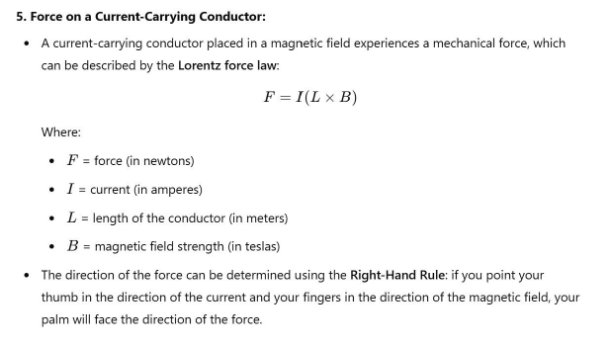 5. Force on a Current-Carrying Conductor:
• A current-carrying conductor placed in a magnetic field experiences a mechanical force, which
can be described by the Lorentz force law:
F = I(L × B)
Where:
• F = force (in newtons)
• I = current (in amperes)
• L = length of the conductor (in meters)
• B = magnetic field strength (in teslas)
• The direction of the force can be determined using the Right-Hand Rule: if you point your
thumb in the direction of the current and your fingers in the direction of the magnetic field, your
palm will face the direction of the force.